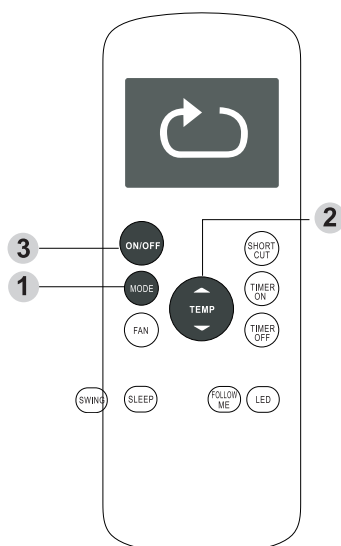 2
3
ON/OFF
SHORT
CUT
1
MODE
TEMP
TIMER
ON
FAN
TIMER
OFF
SWING
SLEEP
FOLLOW
ME
LED